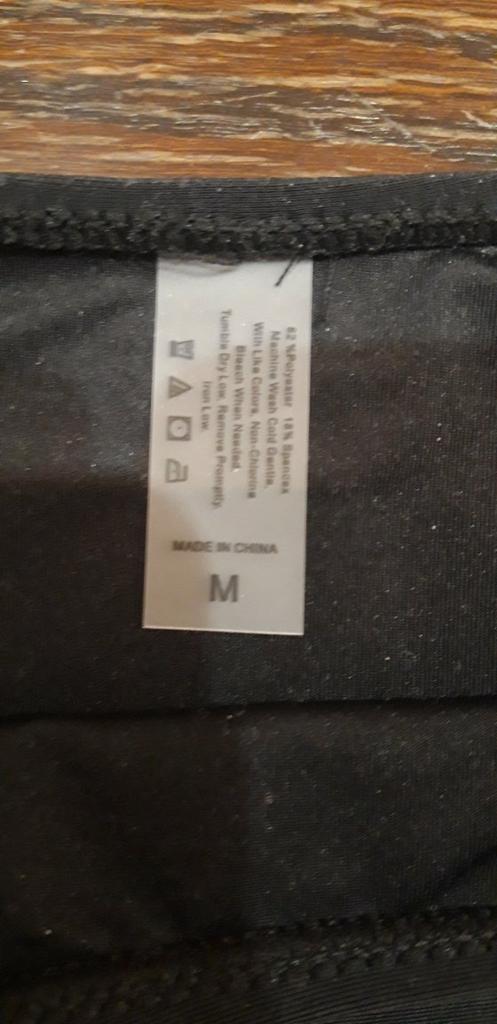 82 %Polyester 18% Spancex
Machine Wash Cold Gentle,
With Like Colors, Non-Chlorine
Bleach When Needed.
Tumble Dry Low, Remove Promptly,
Iron Low.
MADE IN CHINA
M